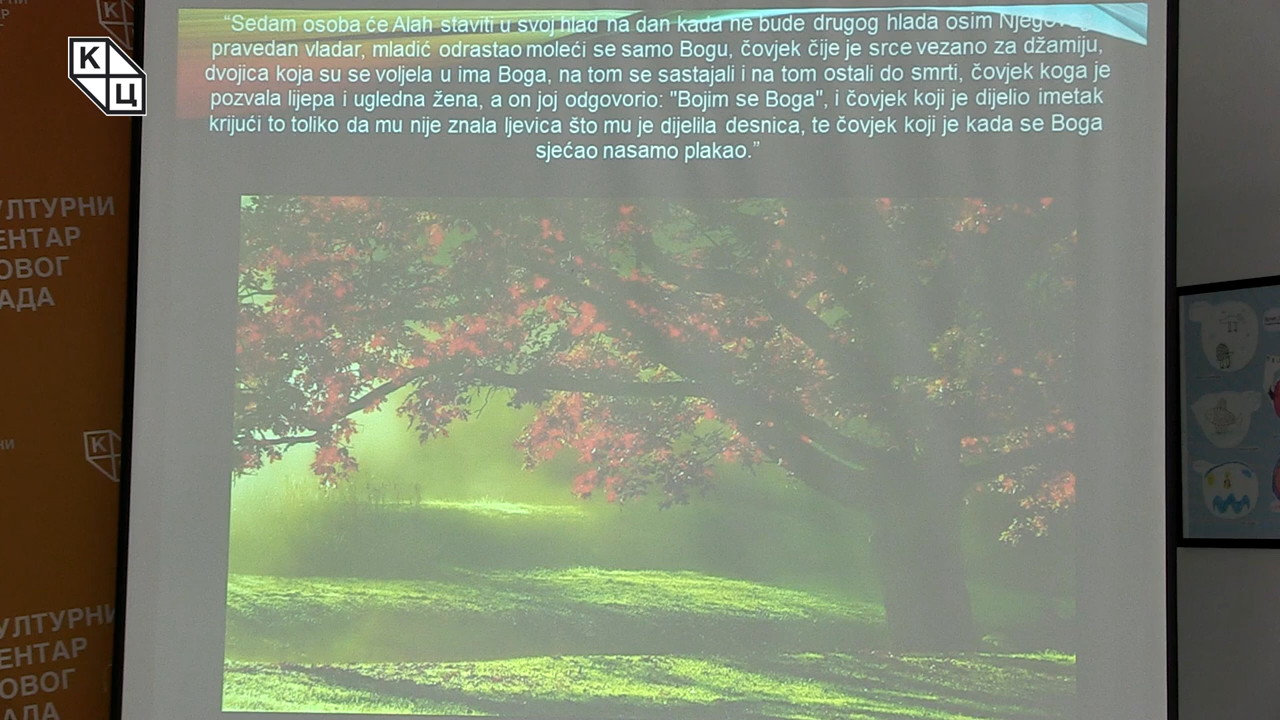 К
Ц
“Sedam osoba će Alah staviti u svoj hlad na dan kada ne bude drugog hlada osim
pravedan vladar, mladić odrastao moleći se samo Bogu, čovjek čije je srce vezano za džamiju,
dvojica koja su se voljela u ima Boga, na tom se sastajali i na tom ostali do smrti, čovjek koga je
pozvala lijepa i ugledna žena, a on joj odgovorio: "Bojim se Boga", i čovjek koji je dijelio imetak
krijući to toliko da mu nije znala ljevica što mu je dijelila desnica, te čovjek koji je kada se Boga
sjećao nasamo plakao.”
УЛТУРНИ
ЕНТАР
ОВОГ
АДА
К
УЛТУРНИ
ЕНТАР
ОВОГ
АДА